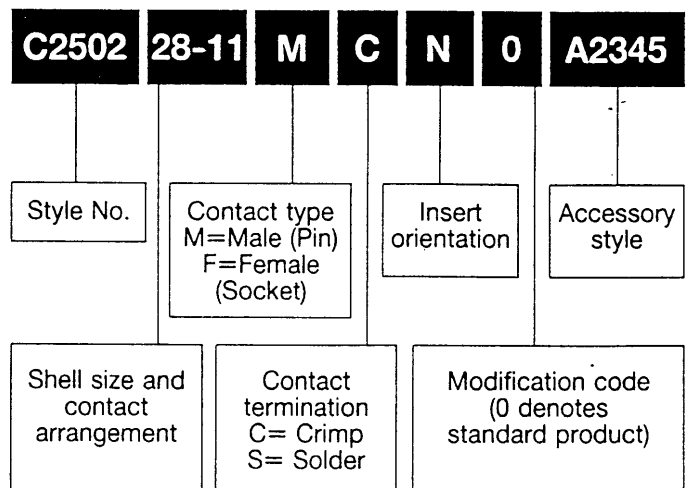 C2502 28-11 M C N 0 A2345
Style No.
Contact type
M=Male (Pin)
F=Female
(Socket)
Insert
orientation
Accessory
style
Shell size and
contact
arrangement
Contact
termination
C= Crimp
S= Solder
Modification code
(0 denotes
standard product)